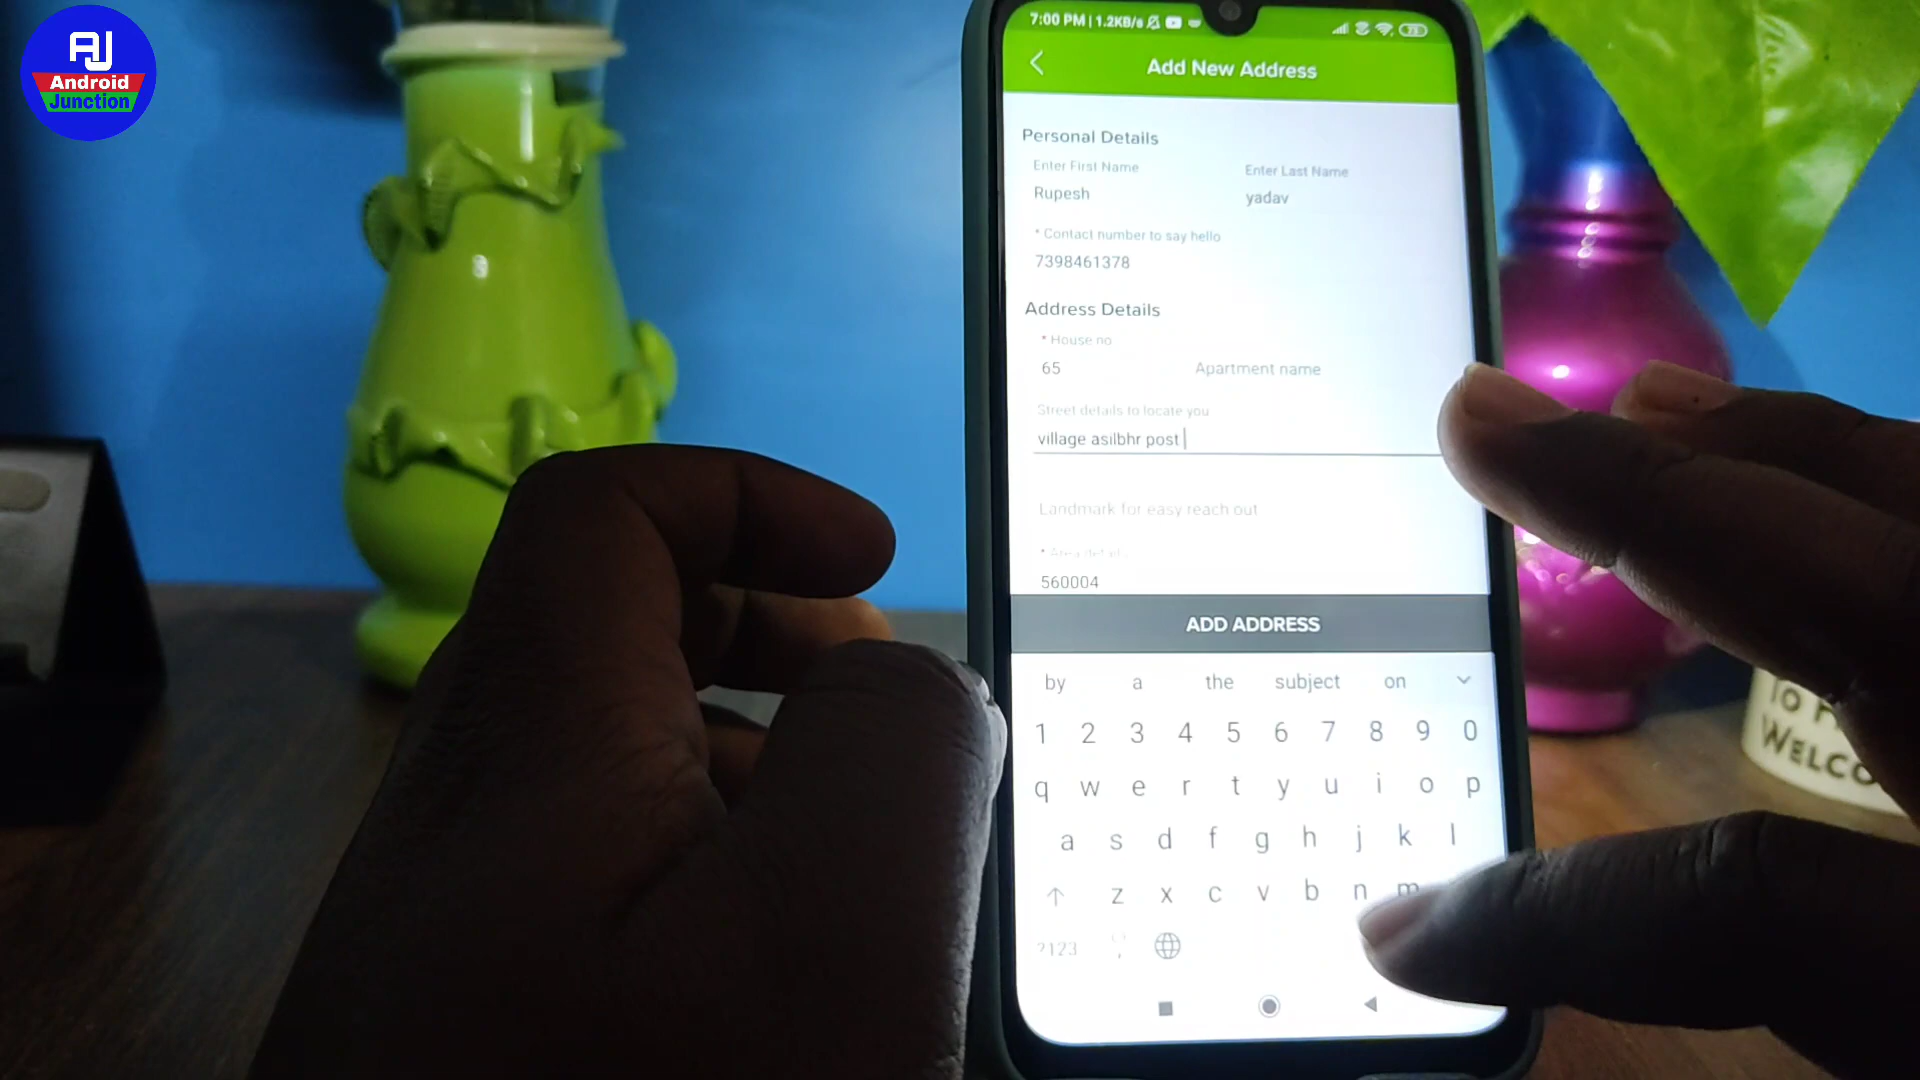 AJ
Android
Junction
7:00 PM | 1.2KB/s
Add New Address
Personal Details
Enter First Name
Enter Last Name
Rupesh
yadav
* Contact number to say hello
7398461378
Address Details
* House no
65
Apartment name
Street details to locate you
village asilbhr post
Landmark for easy reach out
* Area
560004
ADD ADDRESS
by a the subject on
1 2 3 4 5 6 7 8 9 0
q w e r t y u i o p
a s d f g h j k l
z x c v b n m
?123 ,
WELCO